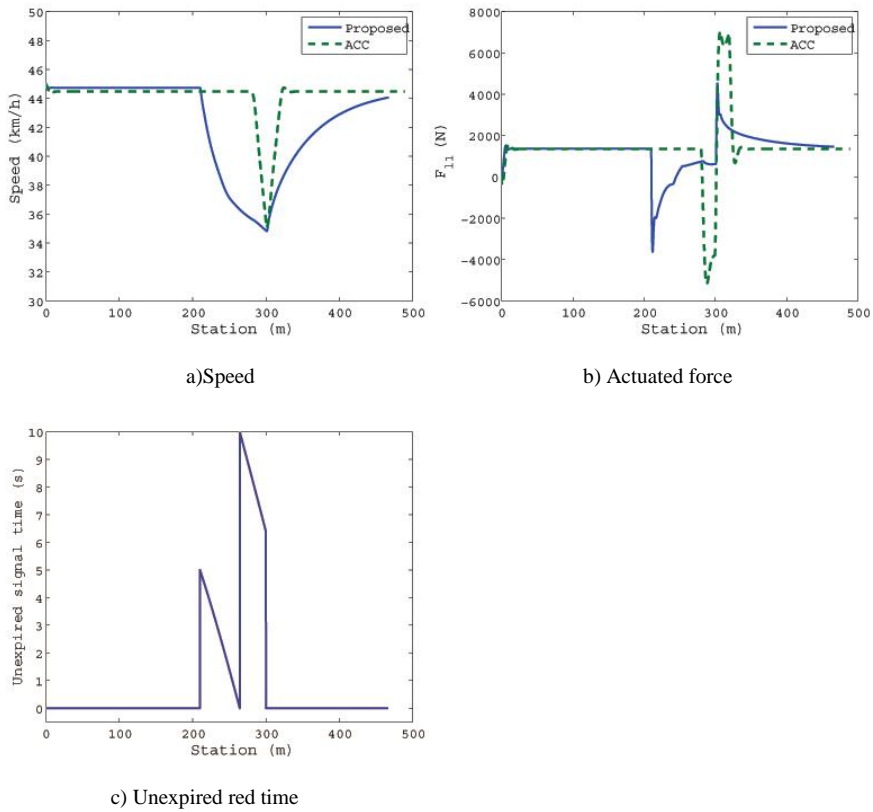 50
48
46
44
42
40
38
36
34
32
30
Speed (km/h)
0 100 200 300 400 500
Station (m)
Proposed
ACC
a)Speed
8000
6000
4000
2000
0
−2000
−4000
−6000
F11 (N)
0 100 200 300 400 500
Station (m)
Proposed
ACC
b) Actuated force
10
9
8
7
6
5
4
3
2
1
0
Unexpired signal time (s)
0 100 200 300 400 500
Station (m)
c) Unexpired red time